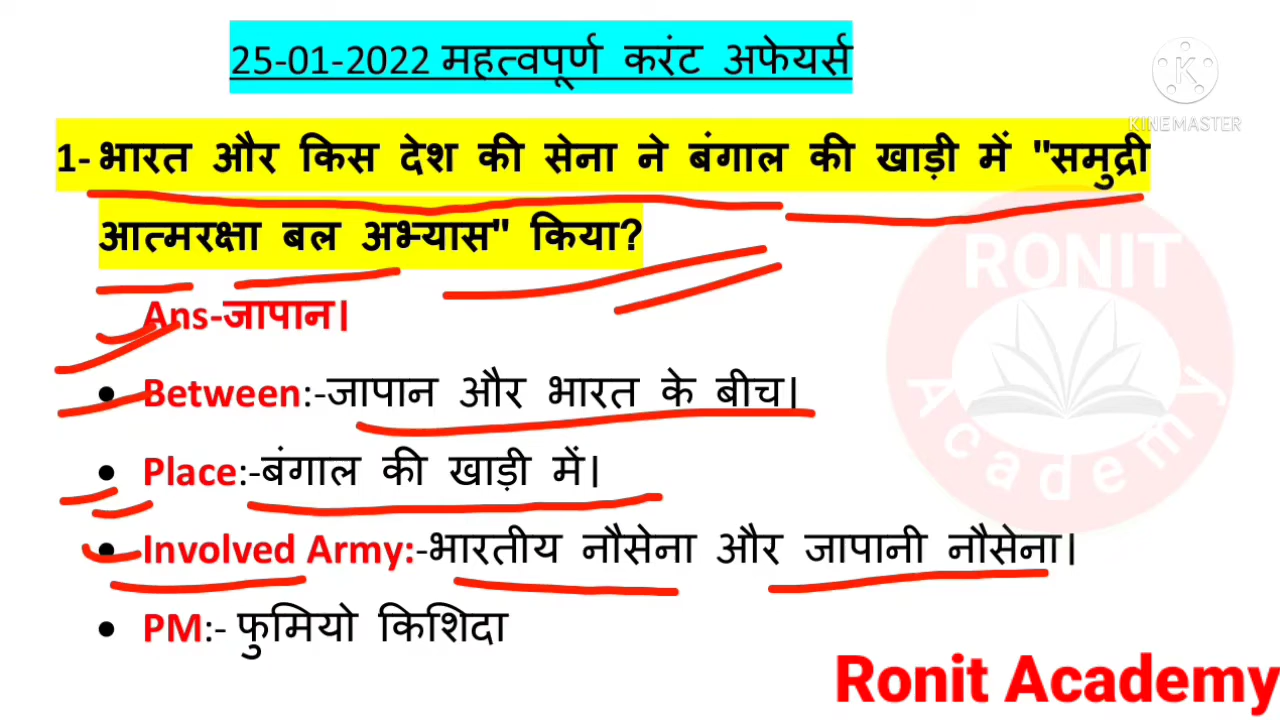 25-01-2022 महत्वपूर्ण करंट अफेयर्स
K
KINEMASTER
1- भारत और किस देश की सेना ने बंगाल की खाड़ी में "समुद्री
आत्मरक्षा बल अभ्यास" किया?
RONIT
Academy
Ans-जापान।
• Between:-जापान और भारत के बीच।
• Place:-बंगाल की खाड़ी में।
• Involved Army:-भारतीय नौसेना और जापानी नौसेना।
• PM:- फुमियो किशिदा
Ronit Academy